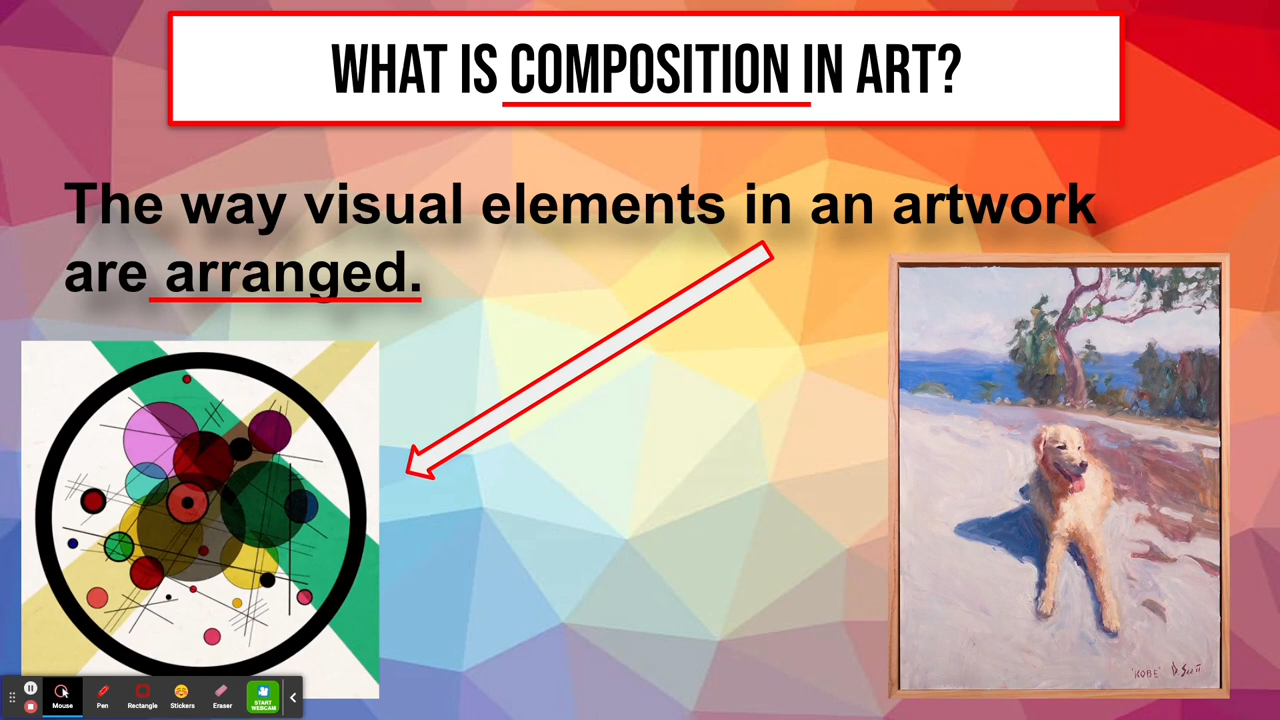 WHAT IS COMPOSITION IN ART?
The way visual elements in an artwork
are arranged.
'KOBE' D. Scott
Mouse
Pen
Rectangle
Stickers
Eraser
START
WEBCAM